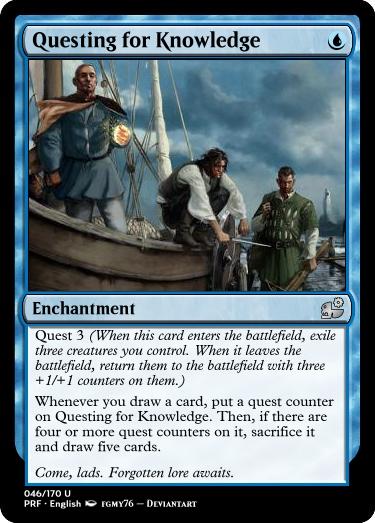 Questing for Knowledge
Enchantment
Quest 3 (When this card enters the battlefield, exile
three creatures you control. When it leaves the
battlefield, return them to the battlefield with three
+1/+1 counters on them.)
Whenever you draw a card, put a quest counter
on Questing for Knowledge. Then, if there are
four or more quest counters on it, sacrifice it
and draw five cards.
Come, lads. Forgotten lore awaits.
046/170 U
PRF • English FGMY76 — DEVIANTART